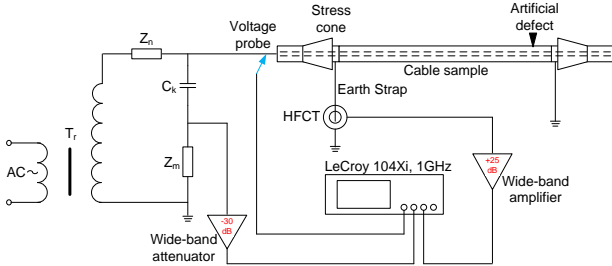 Zn
Voltage
probe
Stress
cone
Artificial
defect
Ck
Cable sample
Earth Strap
HFCT
Tr
AC~
Zm
LeCroy 104Xi, 1GHz
+25
dB
Wide-band
amplifier
-30
dB
Wide-band
attenuator